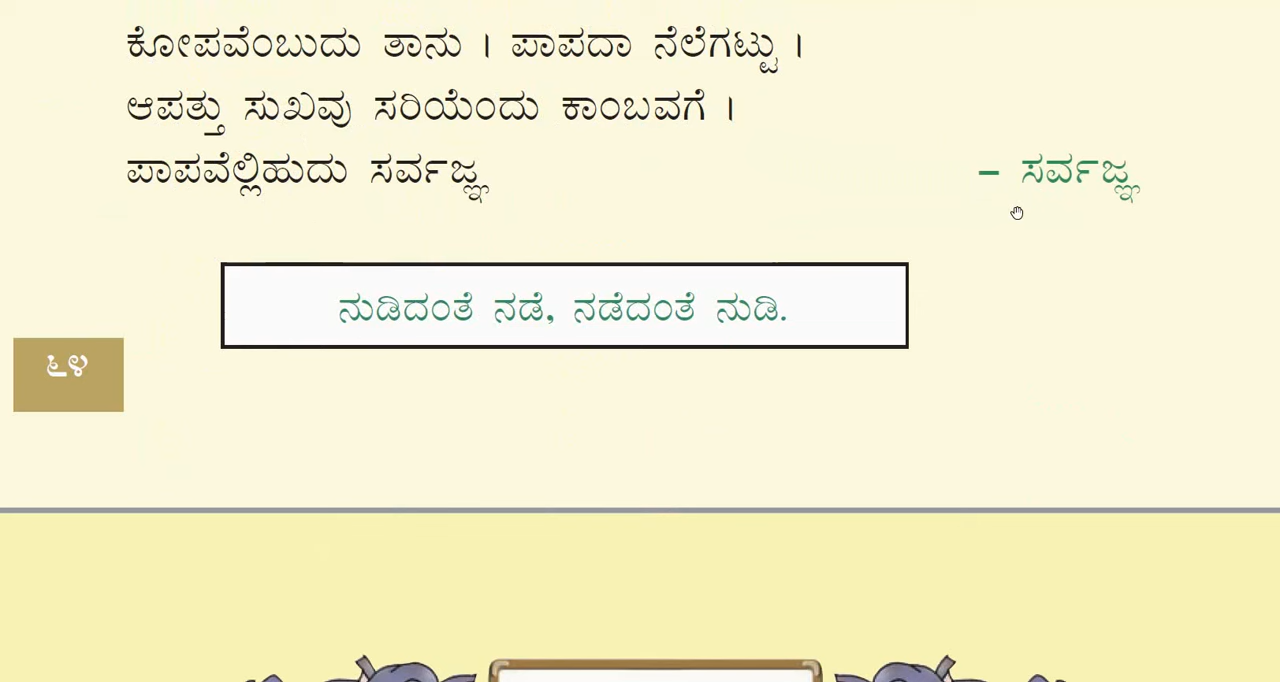 ಕೋಪವೆಂಬುದು ತಾನು । ಪಾಪದಾ ನೆಲೆಗಟ್ಟು ।
ಆಪತ್ತು ಸುಖವು ಸರಿಯೆಂದು ಕಾಂಬವಗೆ ।
ಪಾಪವೆಲ್ಲಿಹುದು ಸರ್ವಜ್ಞ – ಸರ್ವಜ್ಞ
ನುಡಿದಂತೆ ನಡೆ, ನಡೆದಂತೆ ನುಡಿ.
೬೪